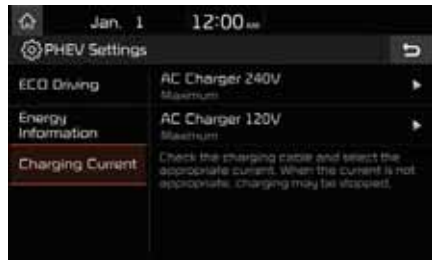 Jan. 1 12:00 AM
PHEV Settings
ECO Driving
AC Charger 240V
Maximum
Energy
Information
AC Charger 120V
Maximum
Charging Current
Check the charging cable and select the
appropriate current. When the current is not
appropriate, charging may be stopped.